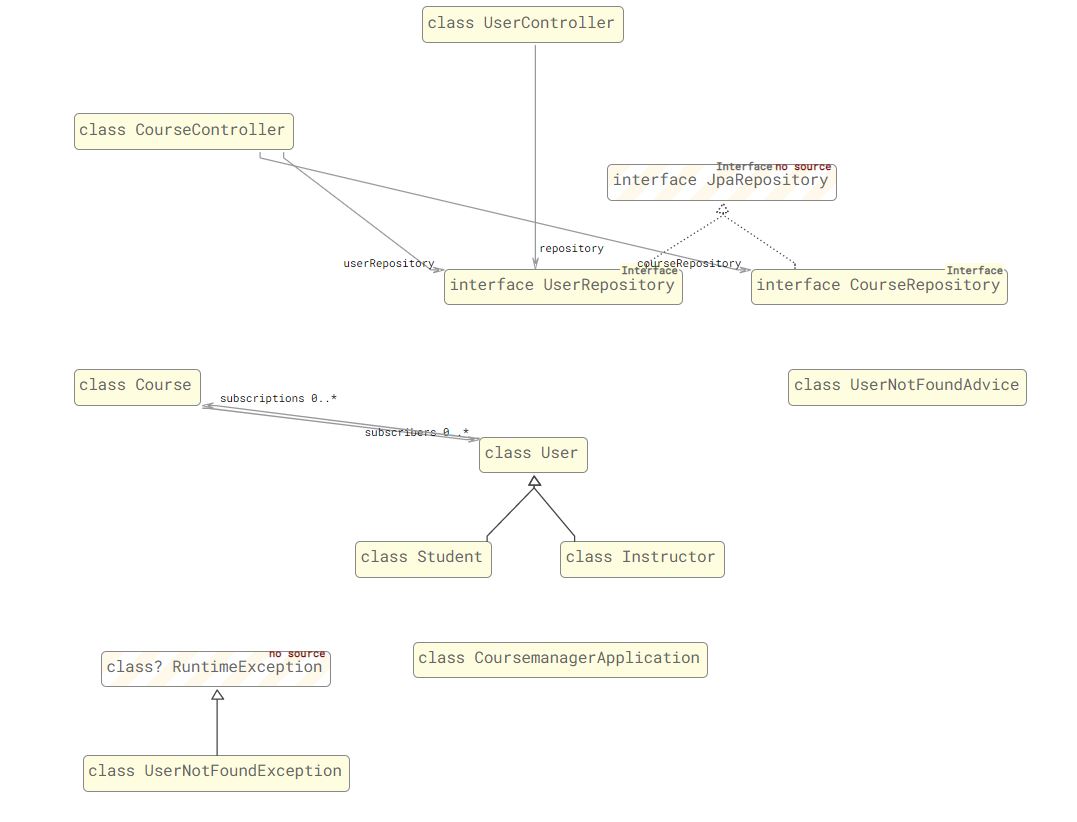 class UserController
class CourseController
Interface no source
interface JpaRepository
repository
userRepository
courseRepository
Interface
interface UserRepository
Interface
interface CourseRepository
class Course
class UserNotFoundAdvice
subscriptions 0..*
subscribers 0..*
class User
class Student
class Instructor
no source
class? RuntimeException
class CoursemanagerApplication
class UserNotFoundException